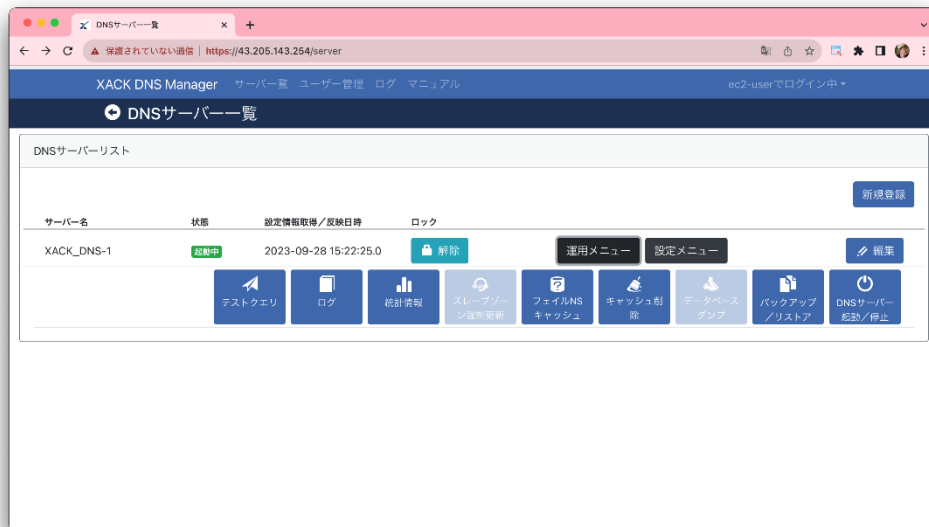 DNSサーバー一覧
保護されていない通信 | https://43.205.143.254/server
XACK DNS Manager サーバー一覧 ユーザー管理 ログ マニュアル ec2-userでログイン中
DNSサーバー一覧
DNSサーバーリスト
新規登録
サーバー名 状態 設定情報取得／反映日時 ロック
XACK_DNS-1 起動中 2023-09-28 15:22:25.0 解除 運用メニュー 設定メニュー 編集
テストクエリ ログ 統計情報 スレーブゾーン強制更新 フェイルNSキャッシュ キャッシュ削除 データベースダンプ バックアップ／リストア DNSサーバー起動／停止